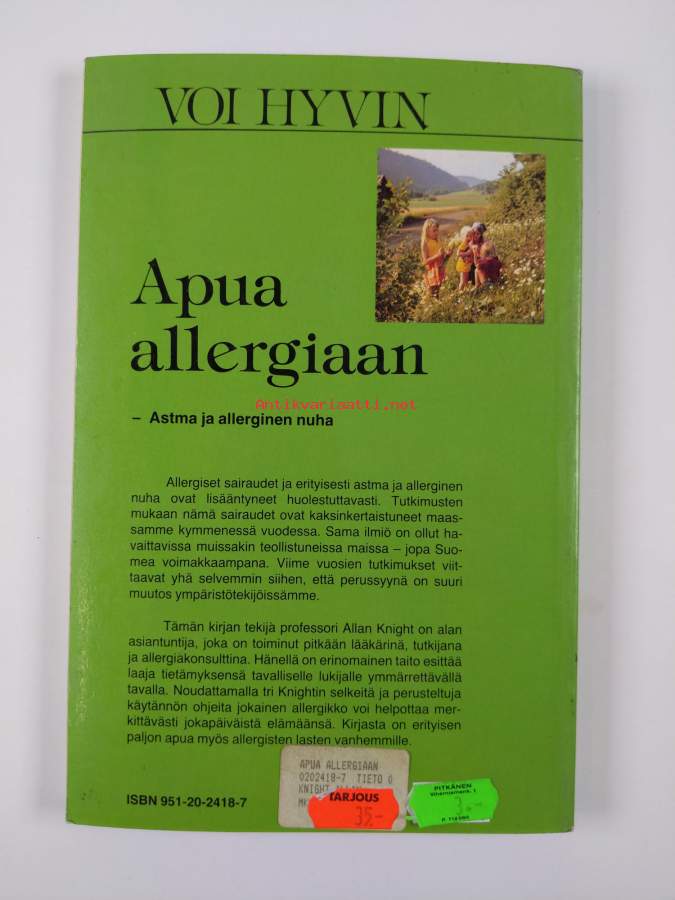 VOI HYVIN
Apua
allergiaan
Antikvariaatti.net
– Astma ja allerginen nuha
Allergiset sairaudet ja erityisesti astma ja allerginen
nuha ovat lisääntyneet huolestuttavasti. Tutkimusten
mukaan nämä sairaudet ovat kaksinkertaistuneet maas-
samme kymmenessä vuodessa. Sama ilmiö on ollut ha-
vaittavissa muissakin teollistuneissa maissa – jopa Suo-
mea voimakkaampana. Viime vuosien tutkimukset viit-
taavat yhä selvemmin siihen, että perussyynä on suuri
muutos ympäristötekijöissämme.
Tämän kirjan tekijä professori Allan Knight on alan
asiantuntija, joka on toiminut pitkään lääkärinä, tutkijana
ja allergiakonsulttina. Hänellä on erinomainen taito esittää
laaja tietämyksensä tavalliselle lukijalle ymmärrettävällä
tavalla. Noudattamalla tri Knightin selkeitä ja perusteltuja
käytännön ohjeita jokainen allergikko voi helpottaa mer-
kittävästi jokapäiväistä elämäänsä. Kirjasta on erityisen
paljon apua myös allergisten lasten vanhemmille.
APUA ALLERGIAAN
0202418-7 TIETO 0
KNIGHT
TARJOUS
35,-
PITKÄNEN
ISBN 951-20-2418-7